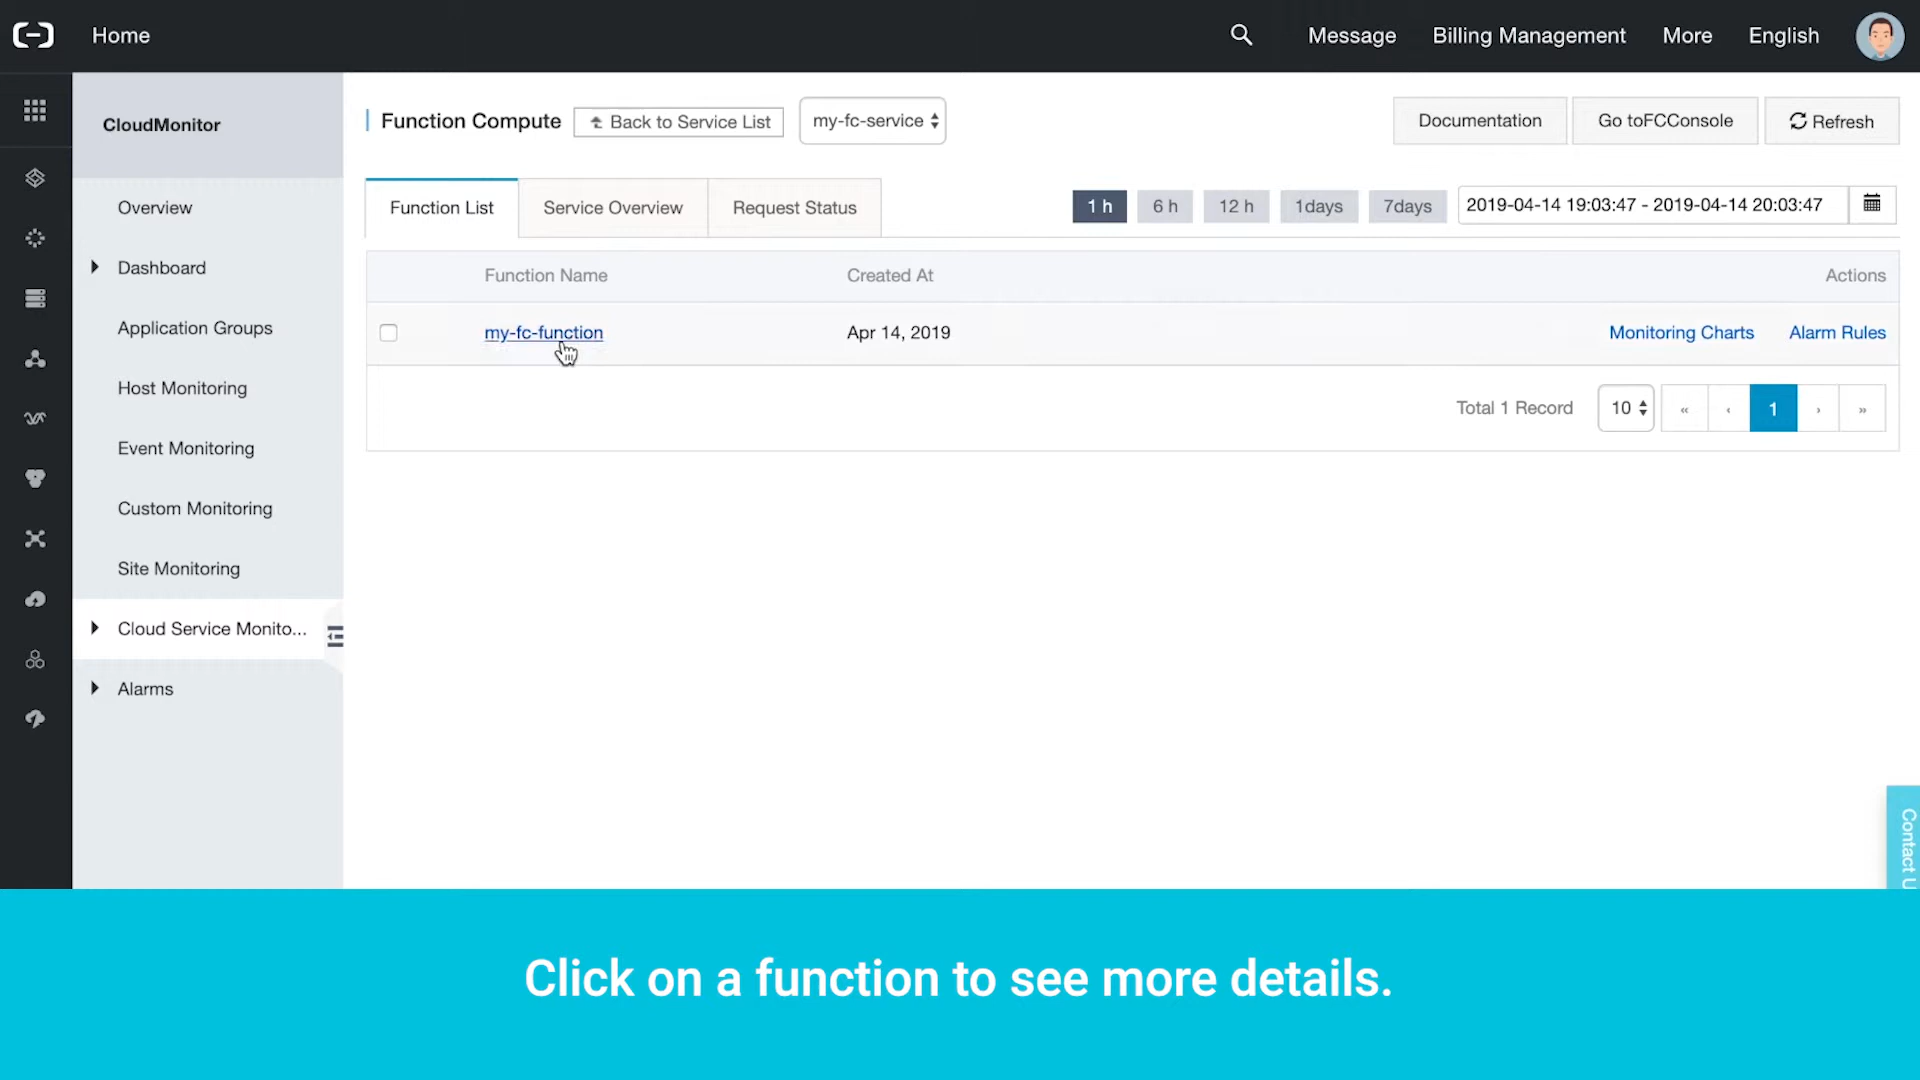 Home
Message
Billing Management
More
English
CloudMonitor
Overview
Dashboard
Application Groups
Host Monitoring
Event Monitoring
Custom Monitoring
Site Monitoring
Cloud Service Monito...
Alarms
Function Compute
Back to Service List
my-fc-service
Documentation
Go toFCConsole
Refresh
Function List
Service Overview
Request Status
1 h
6 h
12 h
1days
7days
2019-04-14 19:03:47 - 2019-04-14 20:03:47
Function Name
Created At
Actions
my-fc-function
Apr 14, 2019
Monitoring Charts
Alarm Rules
Total 1 Record
10
«
‹
1
›
»
Contact U
Click on a function to see more details.